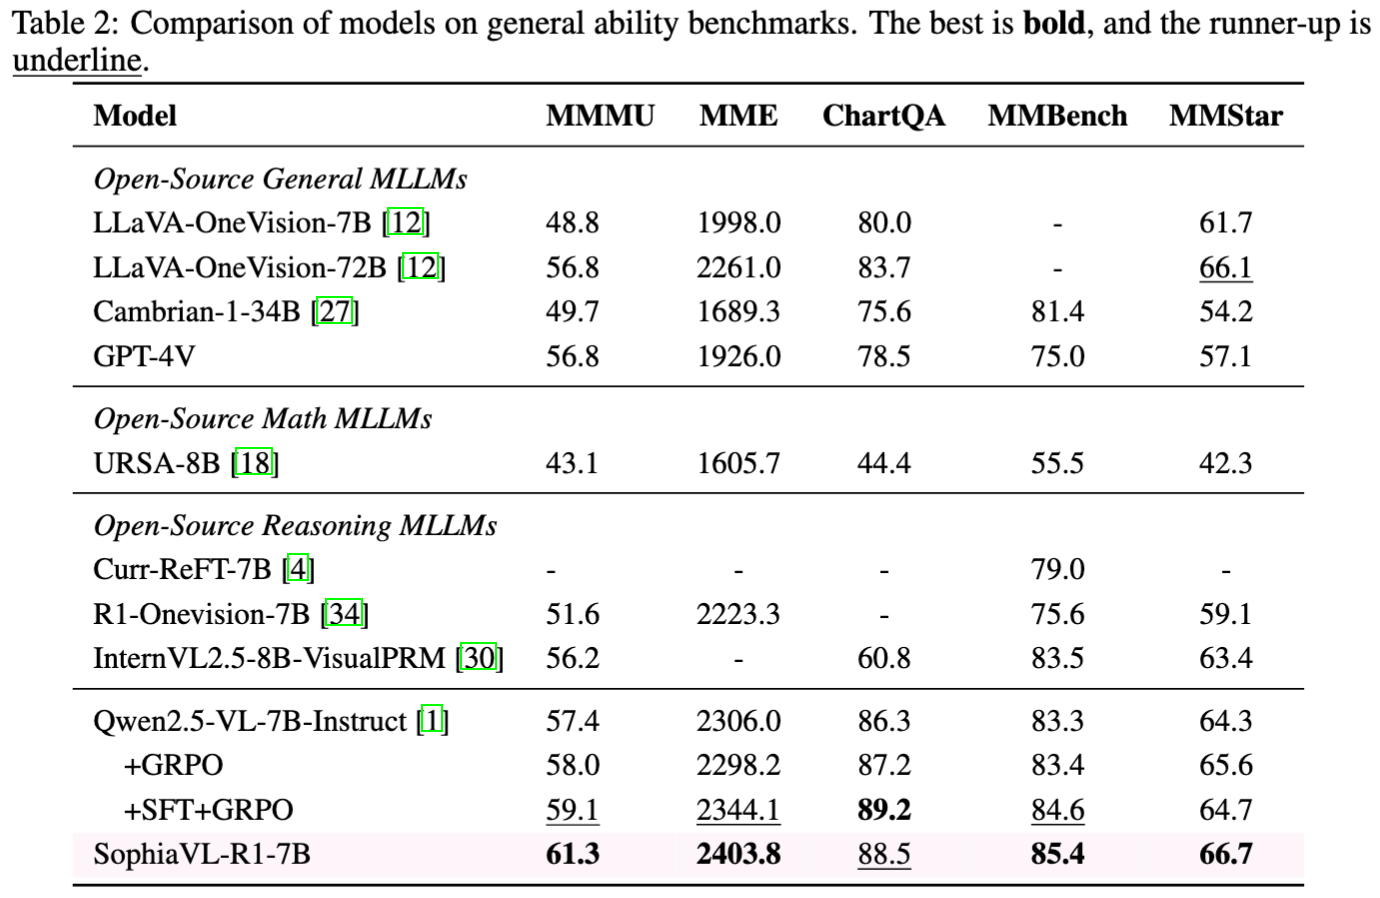 Table 2: Comparison of models on general ability benchmarks. The best is bold, and the runner-up is
underline.
Model MMMU MME ChartQA MMBench MMStar
Open-Source General MLLMs
LLaVA-OneVision-7B [12] 48.8 1998.0 80.0 - 61.7
LLaVA-OneVision-72B [12] 56.8 2261.0 83.7 - 66.1
Cambrian-1-34B [27] 49.7 1689.3 75.6 81.4 54.2
GPT-4V 56.8 1926.0 78.5 75.0 57.1
Open-Source Math MLLMs
URSA-8B [18] 43.1 1605.7 44.4 55.5 42.3
Open-Source Reasoning MLLMs
Curr-ReFT-7B [4] - - - 79.0 -
R1-Onevision-7B [34] 51.6 2223.3 - 75.6 59.1
InternVL2.5-8B-VisualPRM [30] 56.2 - 60.8 83.5 63.4
Qwen2.5-VL-7B-Instruct [1] 57.4 2306.0 86.3 83.3 64.3
+GRPO 58.0 2298.2 87.2 83.4 65.6
+SFT+GRPO 59.1 2344.1 89.2 84.6 64.7
SophiaVL-R1-7B 61.3 2403.8 88.5 85.4 66.7